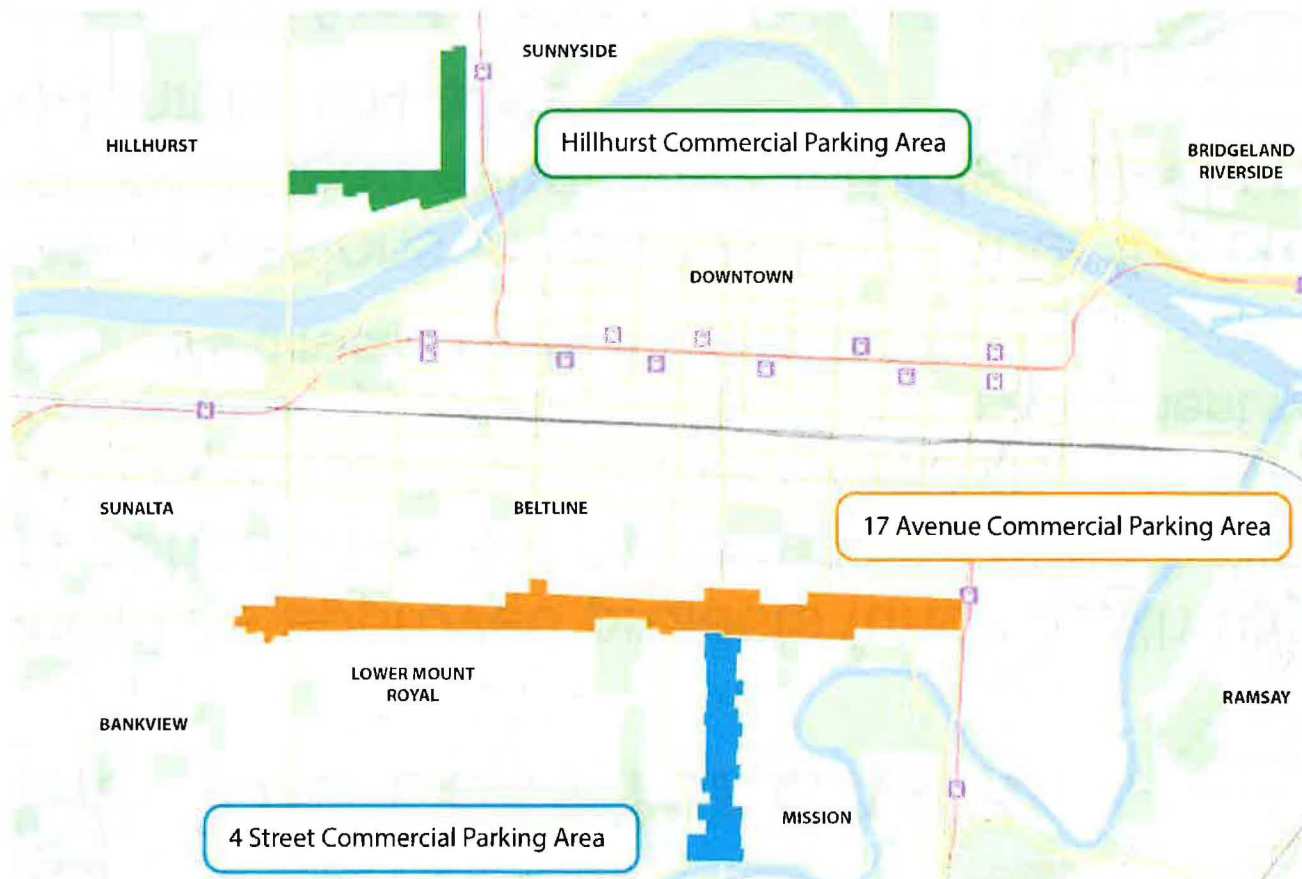 SUNNYSIDE
Hillhurst Commercial Parking Area
HILLHURST
BRIDGELAND
RIVERSIDE
DOWNTOWN
SUNALTA
BELTLINE
17 Avenue Commercial Parking Area
LOWER MOUNT
ROYAL
BANKVIEW
RAMSAY
MISSION
4 Street Commercial Parking Area